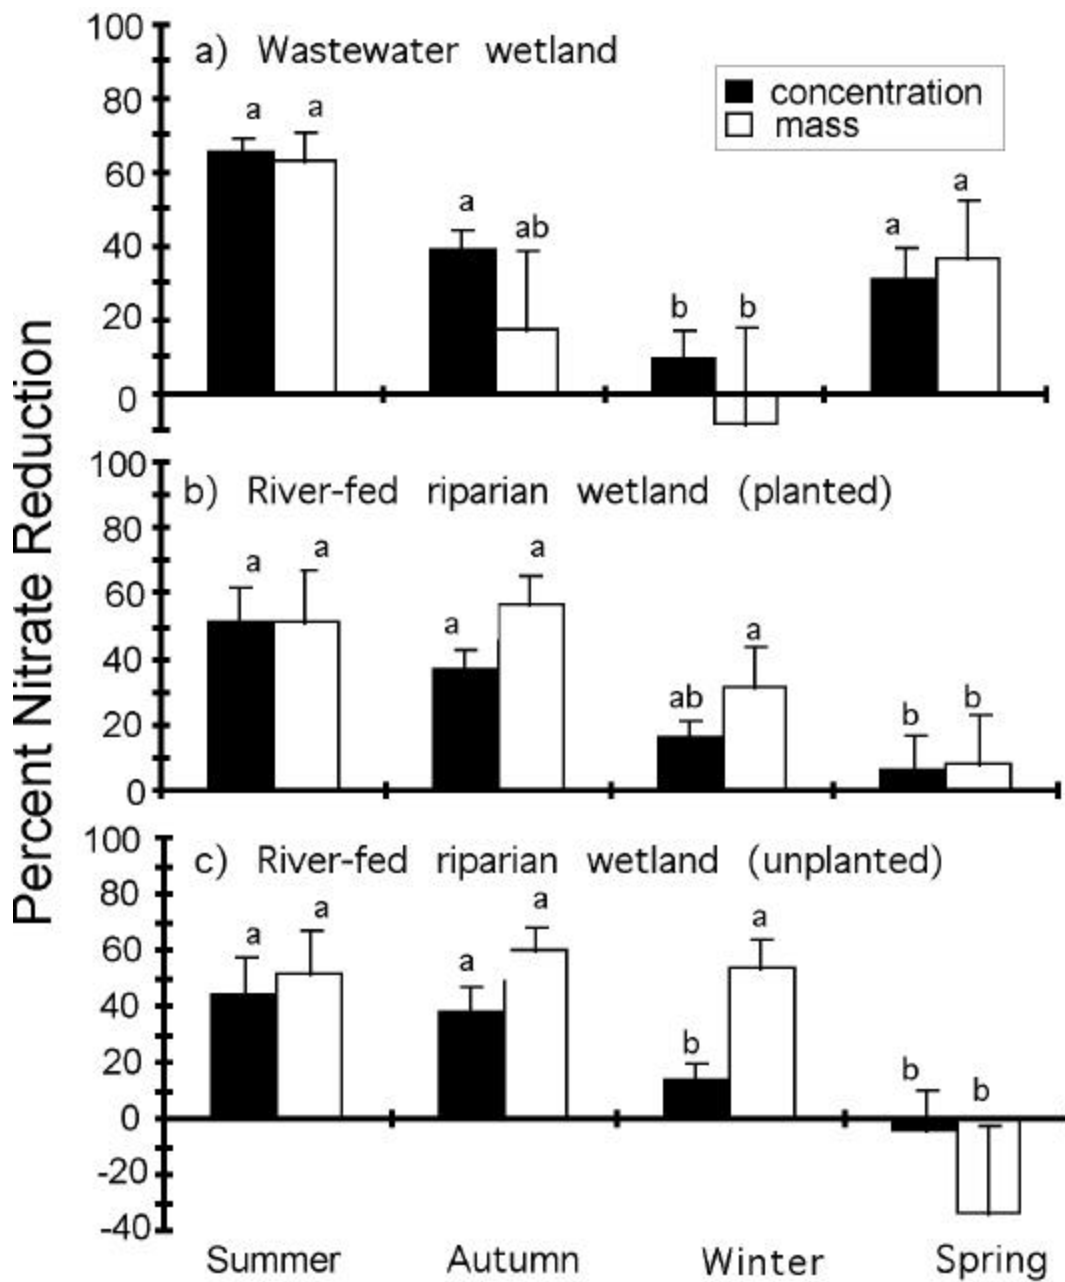 Percent Nitrate Reduction
100
80
60
40
20
0
a) Wastewater wetland
concentration
mass
a a
a ab
b b
a a
100
80
60
40
20
0
b) River-fed riparian wetland (planted)
a a
a a
ab a
b b
100
80
60
40
20
0
-20
-40
c) River-fed riparian wetland (unplanted)
a a
a a
b a
b b
Summer Autumn Winter Spring